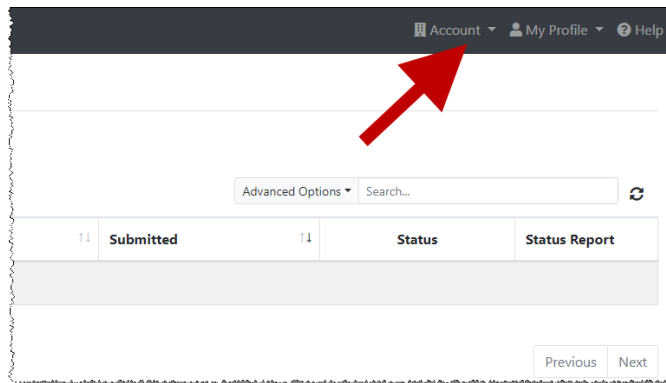 Account My Profile Help
Advanced Options Search...
Submitted Status Status Report
Previous Next